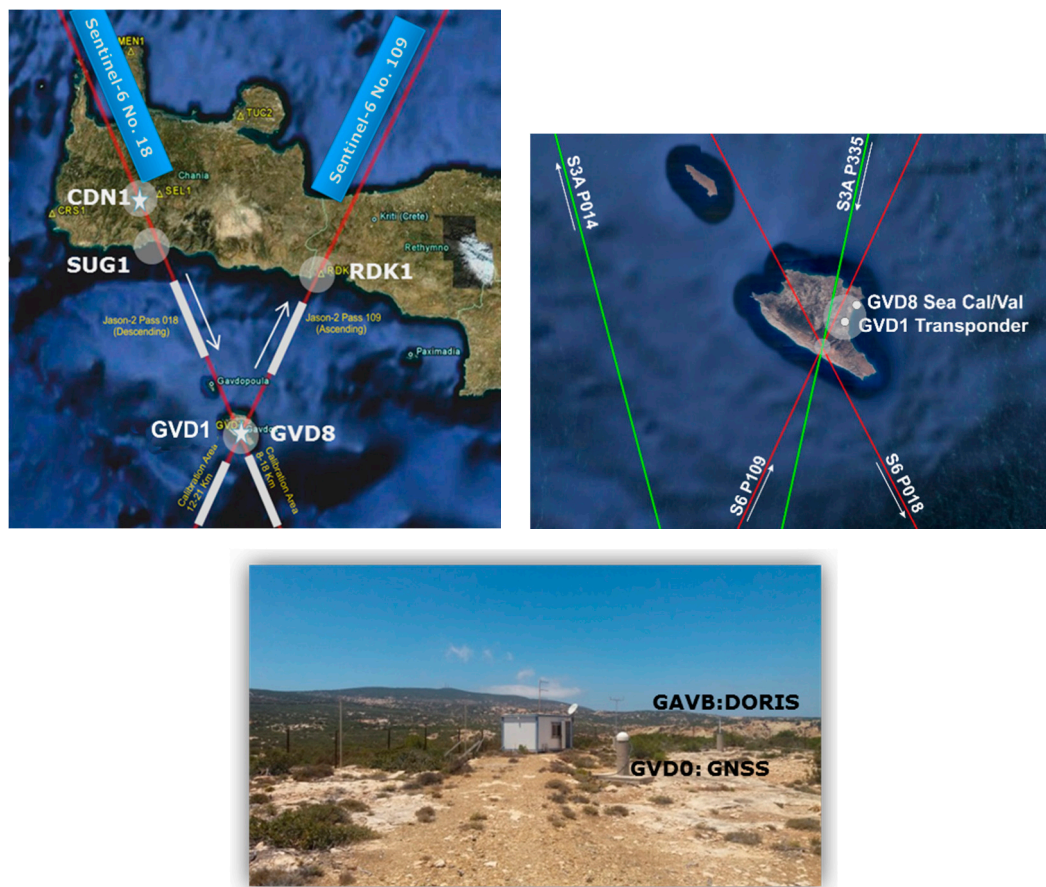 MEN1
Sentinel-6 No. 18
Sentinel-6 No. 109
TUC2
Chania
CDN1
SEL1
CRS1
Kriti (Crete)
Rethymno
SUG1
RDK
RDK1
Jason-2 Pass 018
(Descending)
Jason-2 Pass 109
(Ascending)
Paximadia
Gavdopoula
GVD1
GVD8
Calibration Area
12-21 Km
Calibration Area
8-18 Km
S3A P014
S3A P335
GVD8 Sea Cal/Val
GVD1 Transponder
S6 P109
S6 P018
GAVB:DORIS
GVD0: GNSS